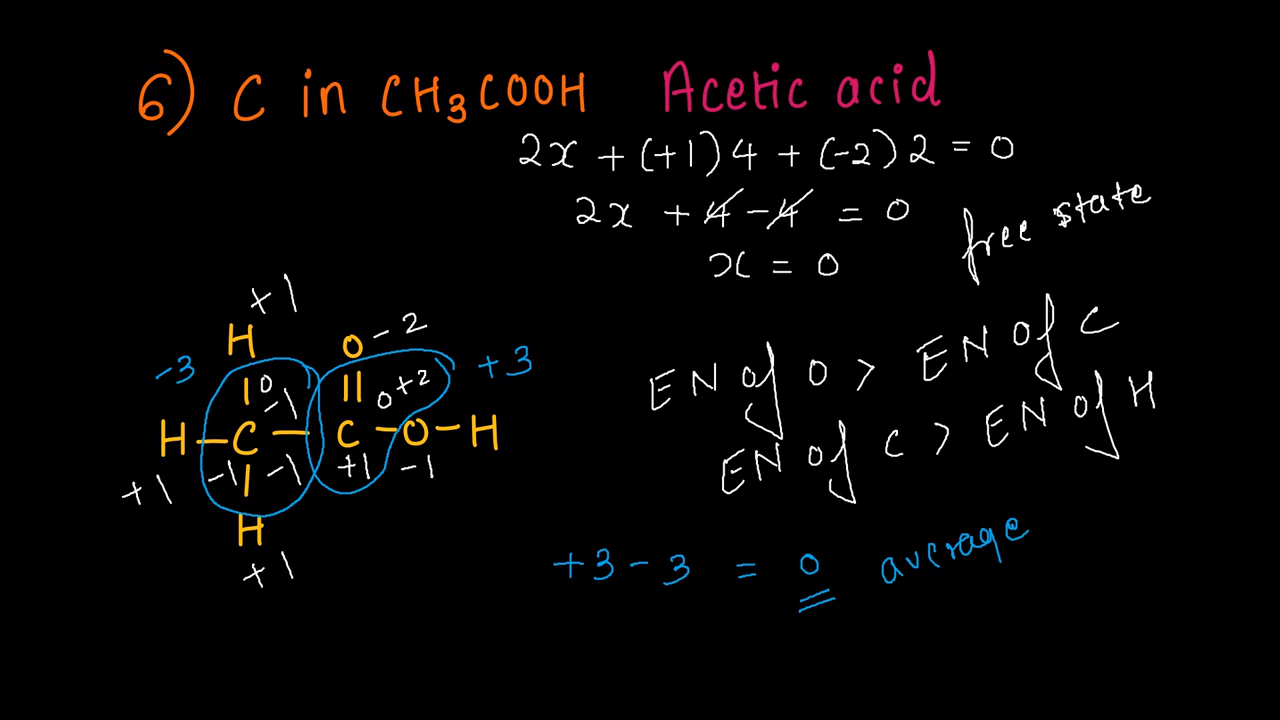 6) C in CH3COOH Acetic acid
2x + (+1)4 + (-2)2 = 0
2x + 4 - 4 = 0
x = 0
free state
+1
H
O -2
-3
0
-1
0 +2
+3
H - C - C - O - H
+1
-1
-1
+1
-1
H
+1
EN of O > EN of C
EN of C > EN of H
+3 - 3 = 0 average